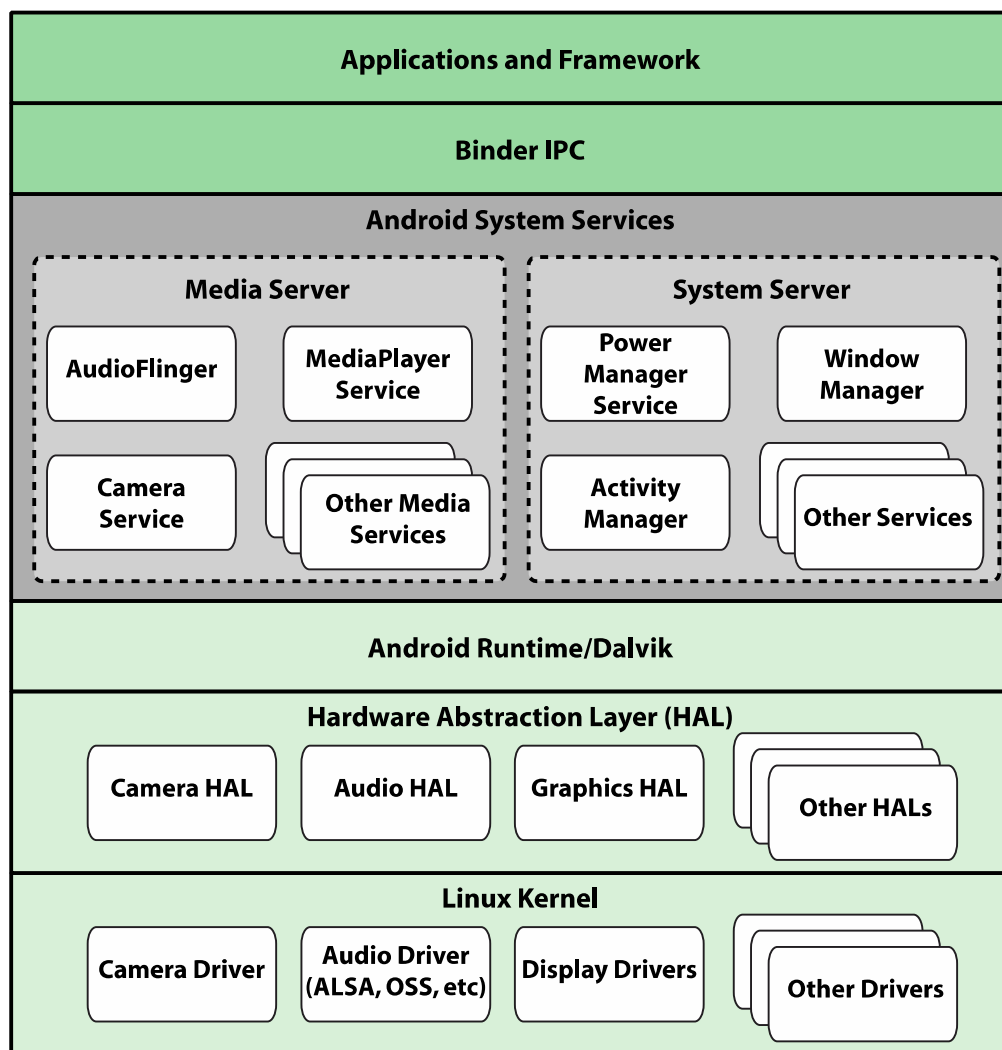 Applications and Framework
Binder IPC
Android System Services
Media Server
AudioFlinger
MediaPlayer
Service
Camera
Service
Other Media
Services
System Server
Power
Manager
Service
Window
Manager
Activity
Manager
Other Services
Android Runtime/Dalvik
Hardware Abstraction Layer (HAL)
Camera HAL
Audio HAL
Graphics HAL
Other HALs
Linux Kernel
Camera Driver
Audio Driver
(ALSA, OSS, etc)
Display Drivers
Other Drivers